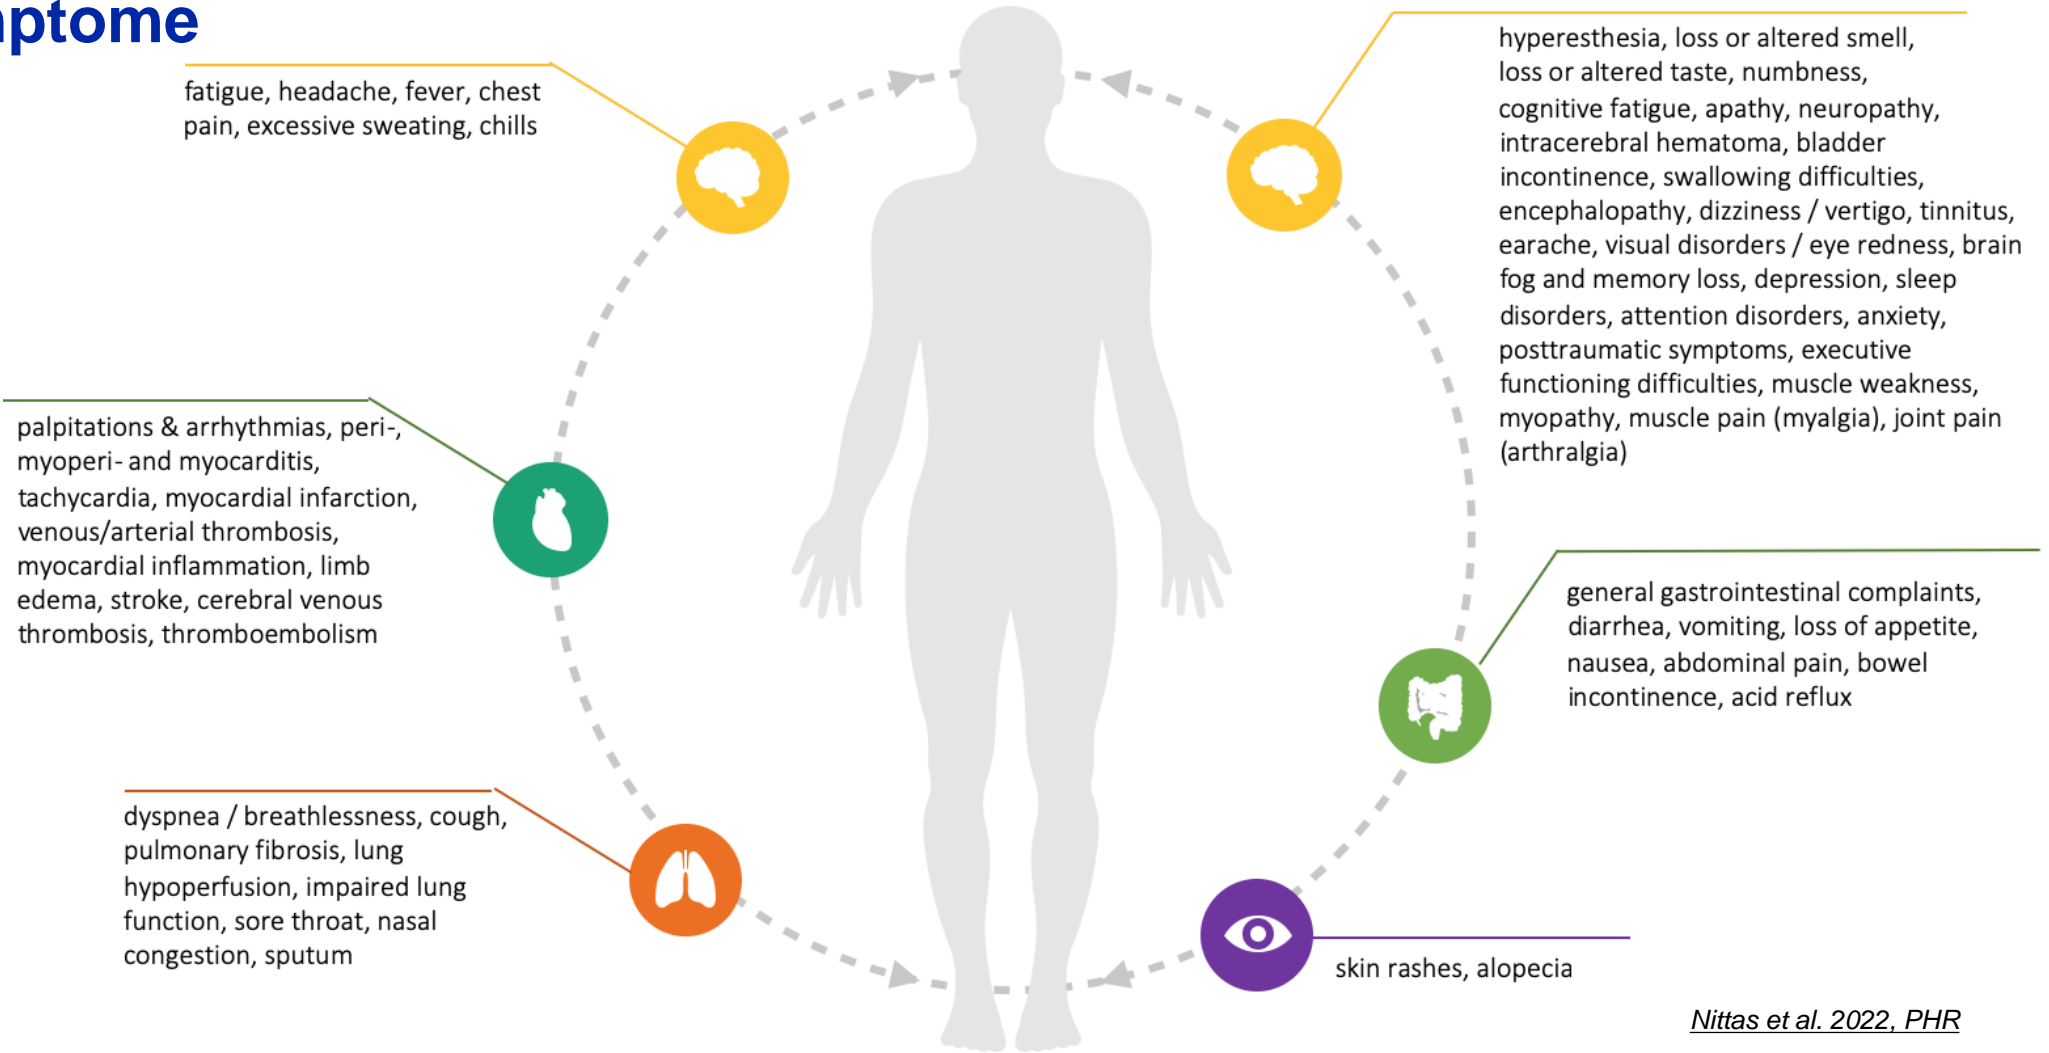 fatigue, headache, fever, chest
pain, excessive sweating, chills
hyperesthesia, loss or altered smell,
loss or altered taste, numbness,
cognitive fatigue, apathy, neuropathy,
intracerebral hematoma, bladder
incontinence, swallowing difficulties,
encephalopathy, dizziness / vertigo, tinnitus,
earache, visual disorders / eye redness, brain
fog and memory loss, depression, sleep
disorders, attention disorders, anxiety,
posttraumatic symptoms, executive
functioning difficulties, muscle weakness,
myopathy, muscle pain (myalgia), joint pain
(arthralgia)
palpitations & arrhythmias, peri-,
myoperi- and myocarditis,
tachycardia, myocardial infarction,
venous/arterial thrombosis,
myocardial inflammation, limb
edema, stroke, cerebral venous
thrombosis, thromboembolism
general gastrointestinal complaints,
diarrhea, vomiting, loss of appetite,
nausea, abdominal pain, bowel
incontinence, acid reflux
dyspnea / breathlessness, cough,
pulmonary fibrosis, lung
hypoperfusion, impaired lung
function, sore throat, nasal
congestion, sputum
skin rashes, alopecia
Nittas et al. 2022, PHR